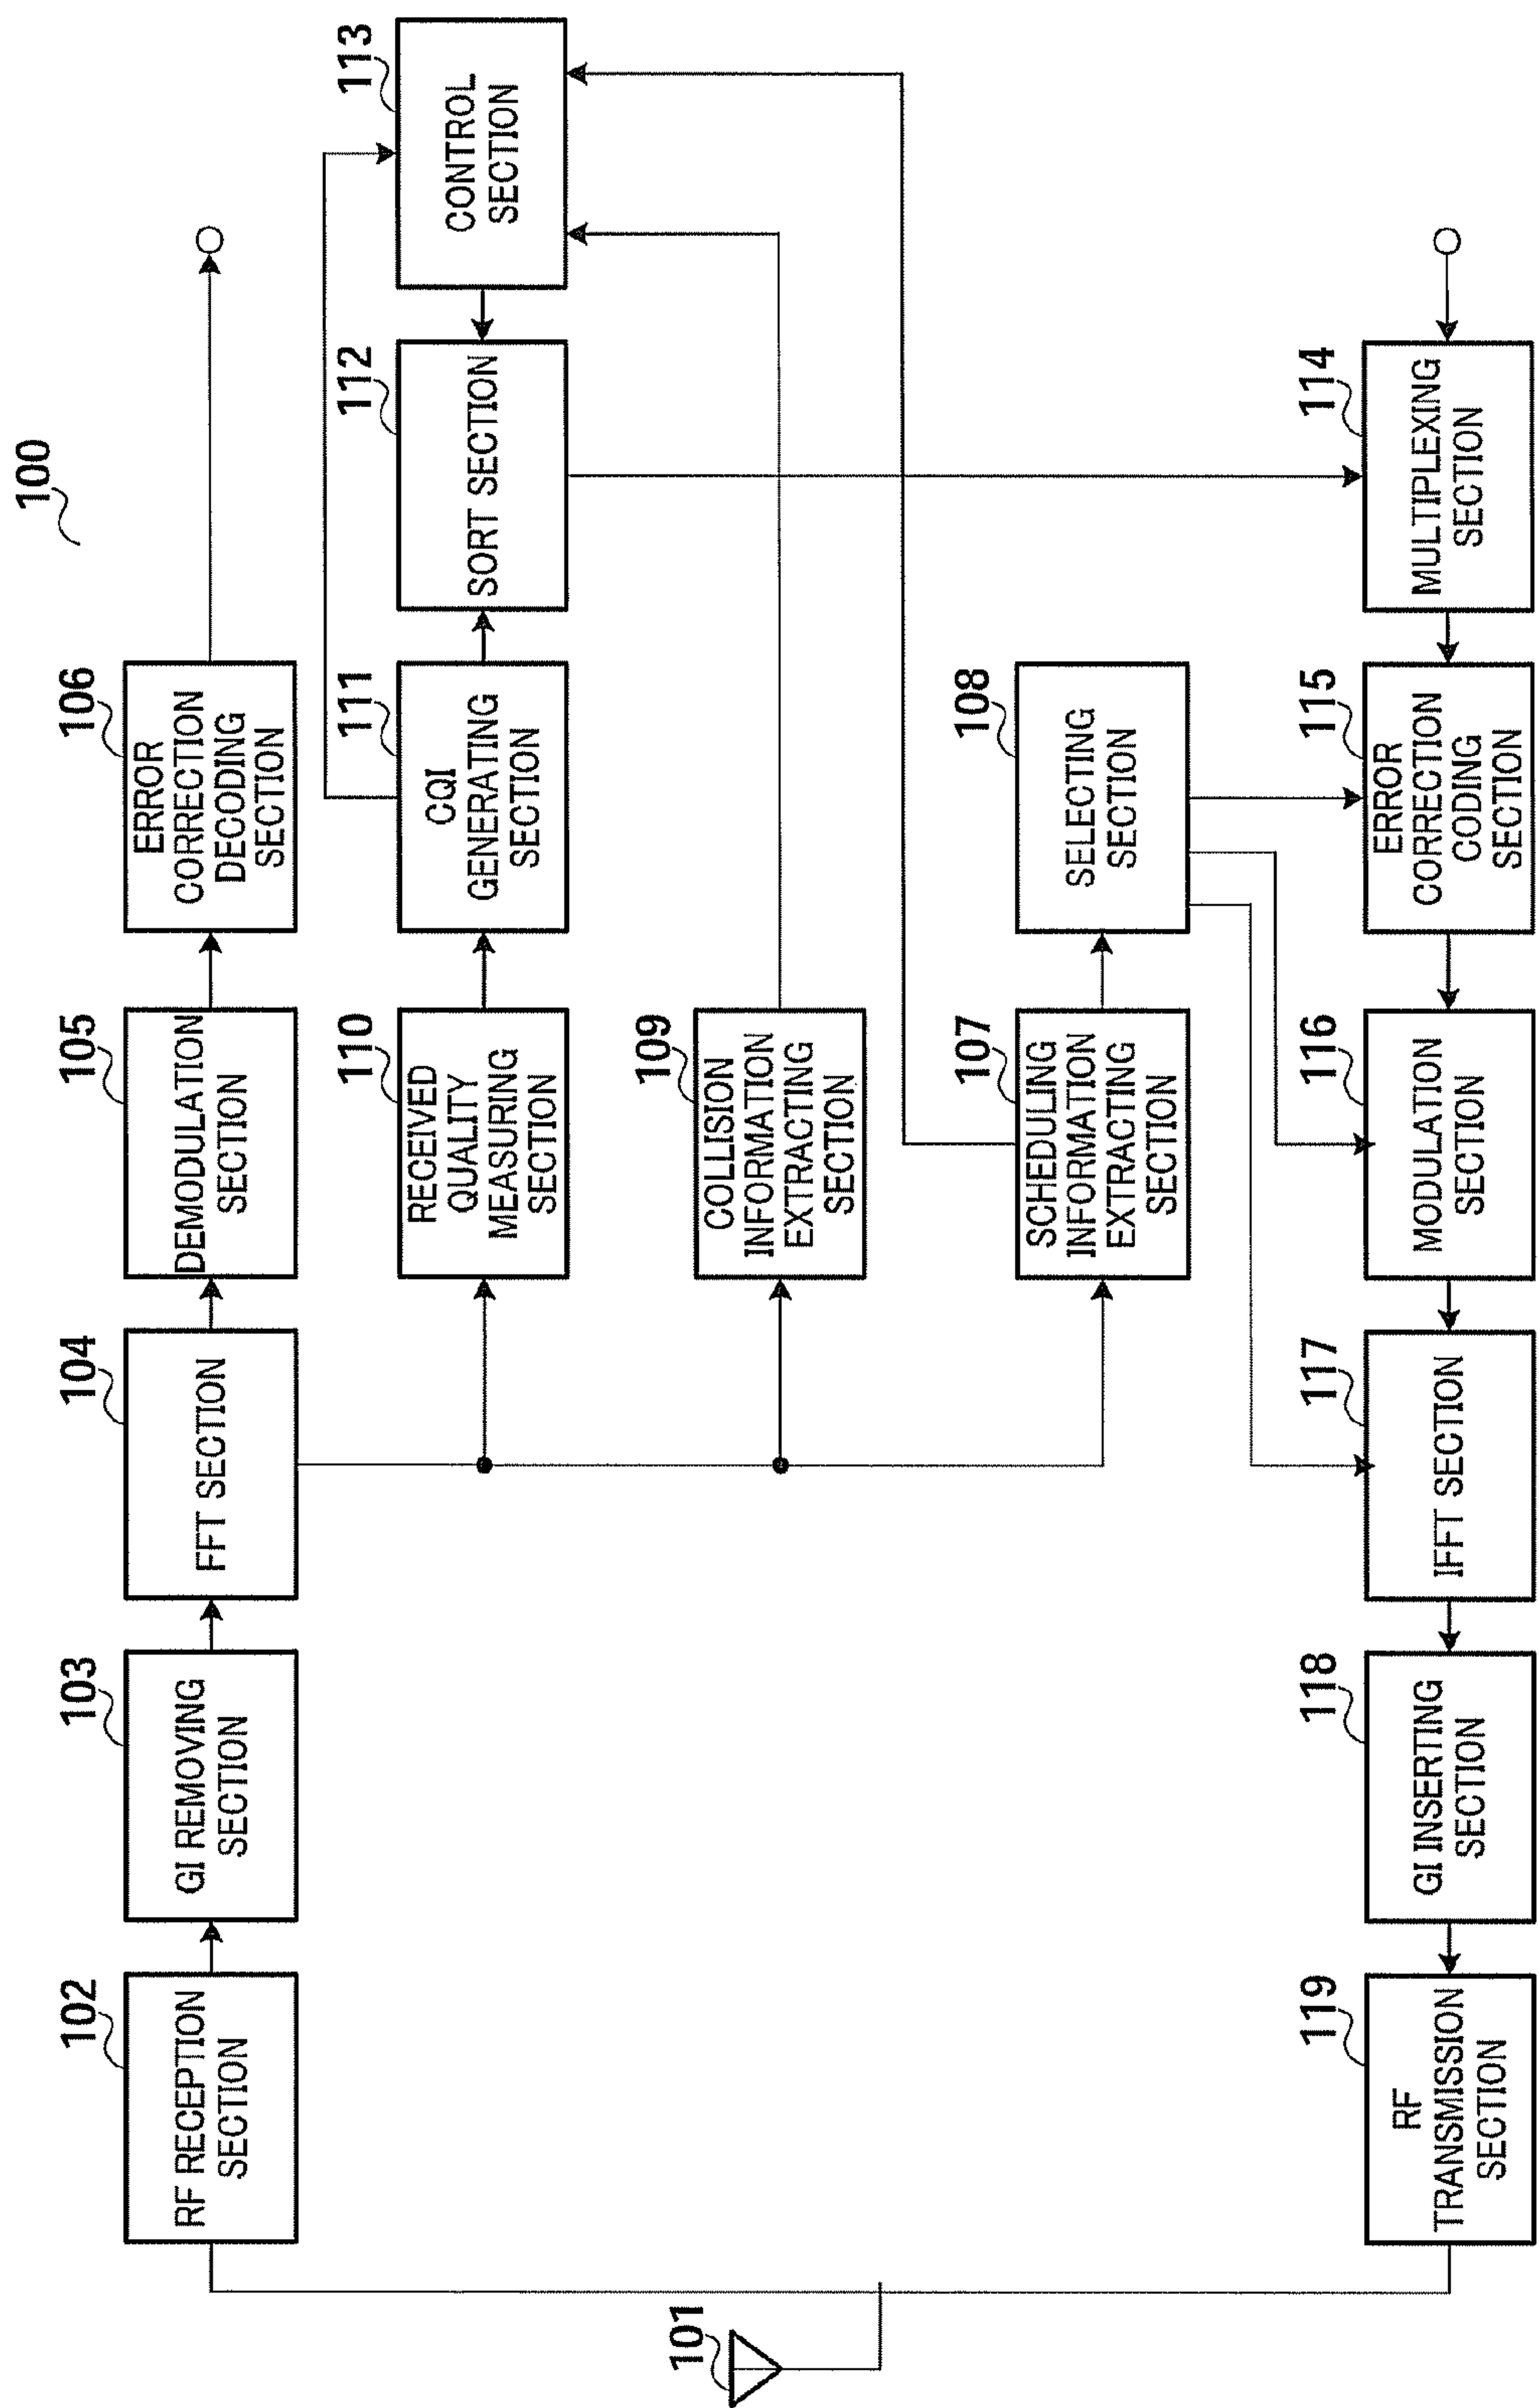 100
101
102
RF RECEPTION
SECTION
103
GI REMOVING
SECTION
104
FFT SECTION
105
DEMODULATION
SECTION
106
ERROR
CORRECTION
DECODING
SECTION
110
RECEIVED
QUALITY
MEASURING
SECTION
111
CQI
GENERATING
SECTION
112
SORT SECTION
113
CONTROL
SECTION
109
COLLISION
INFORMATION
EXTRACTING
SECTION
107
SCHEDULING
INFORMATION
EXTRACTING
SECTION
108
SELECTING
SECTION
119
RF
TRANSMISSION
SECTION
118
GI INSERTING
SECTION
117
IFFT SECTION
116
MODULATION
SECTION
115
ERROR
CORRECTION
CODING
SECTION
114
MULTIPLEXING
SECTION